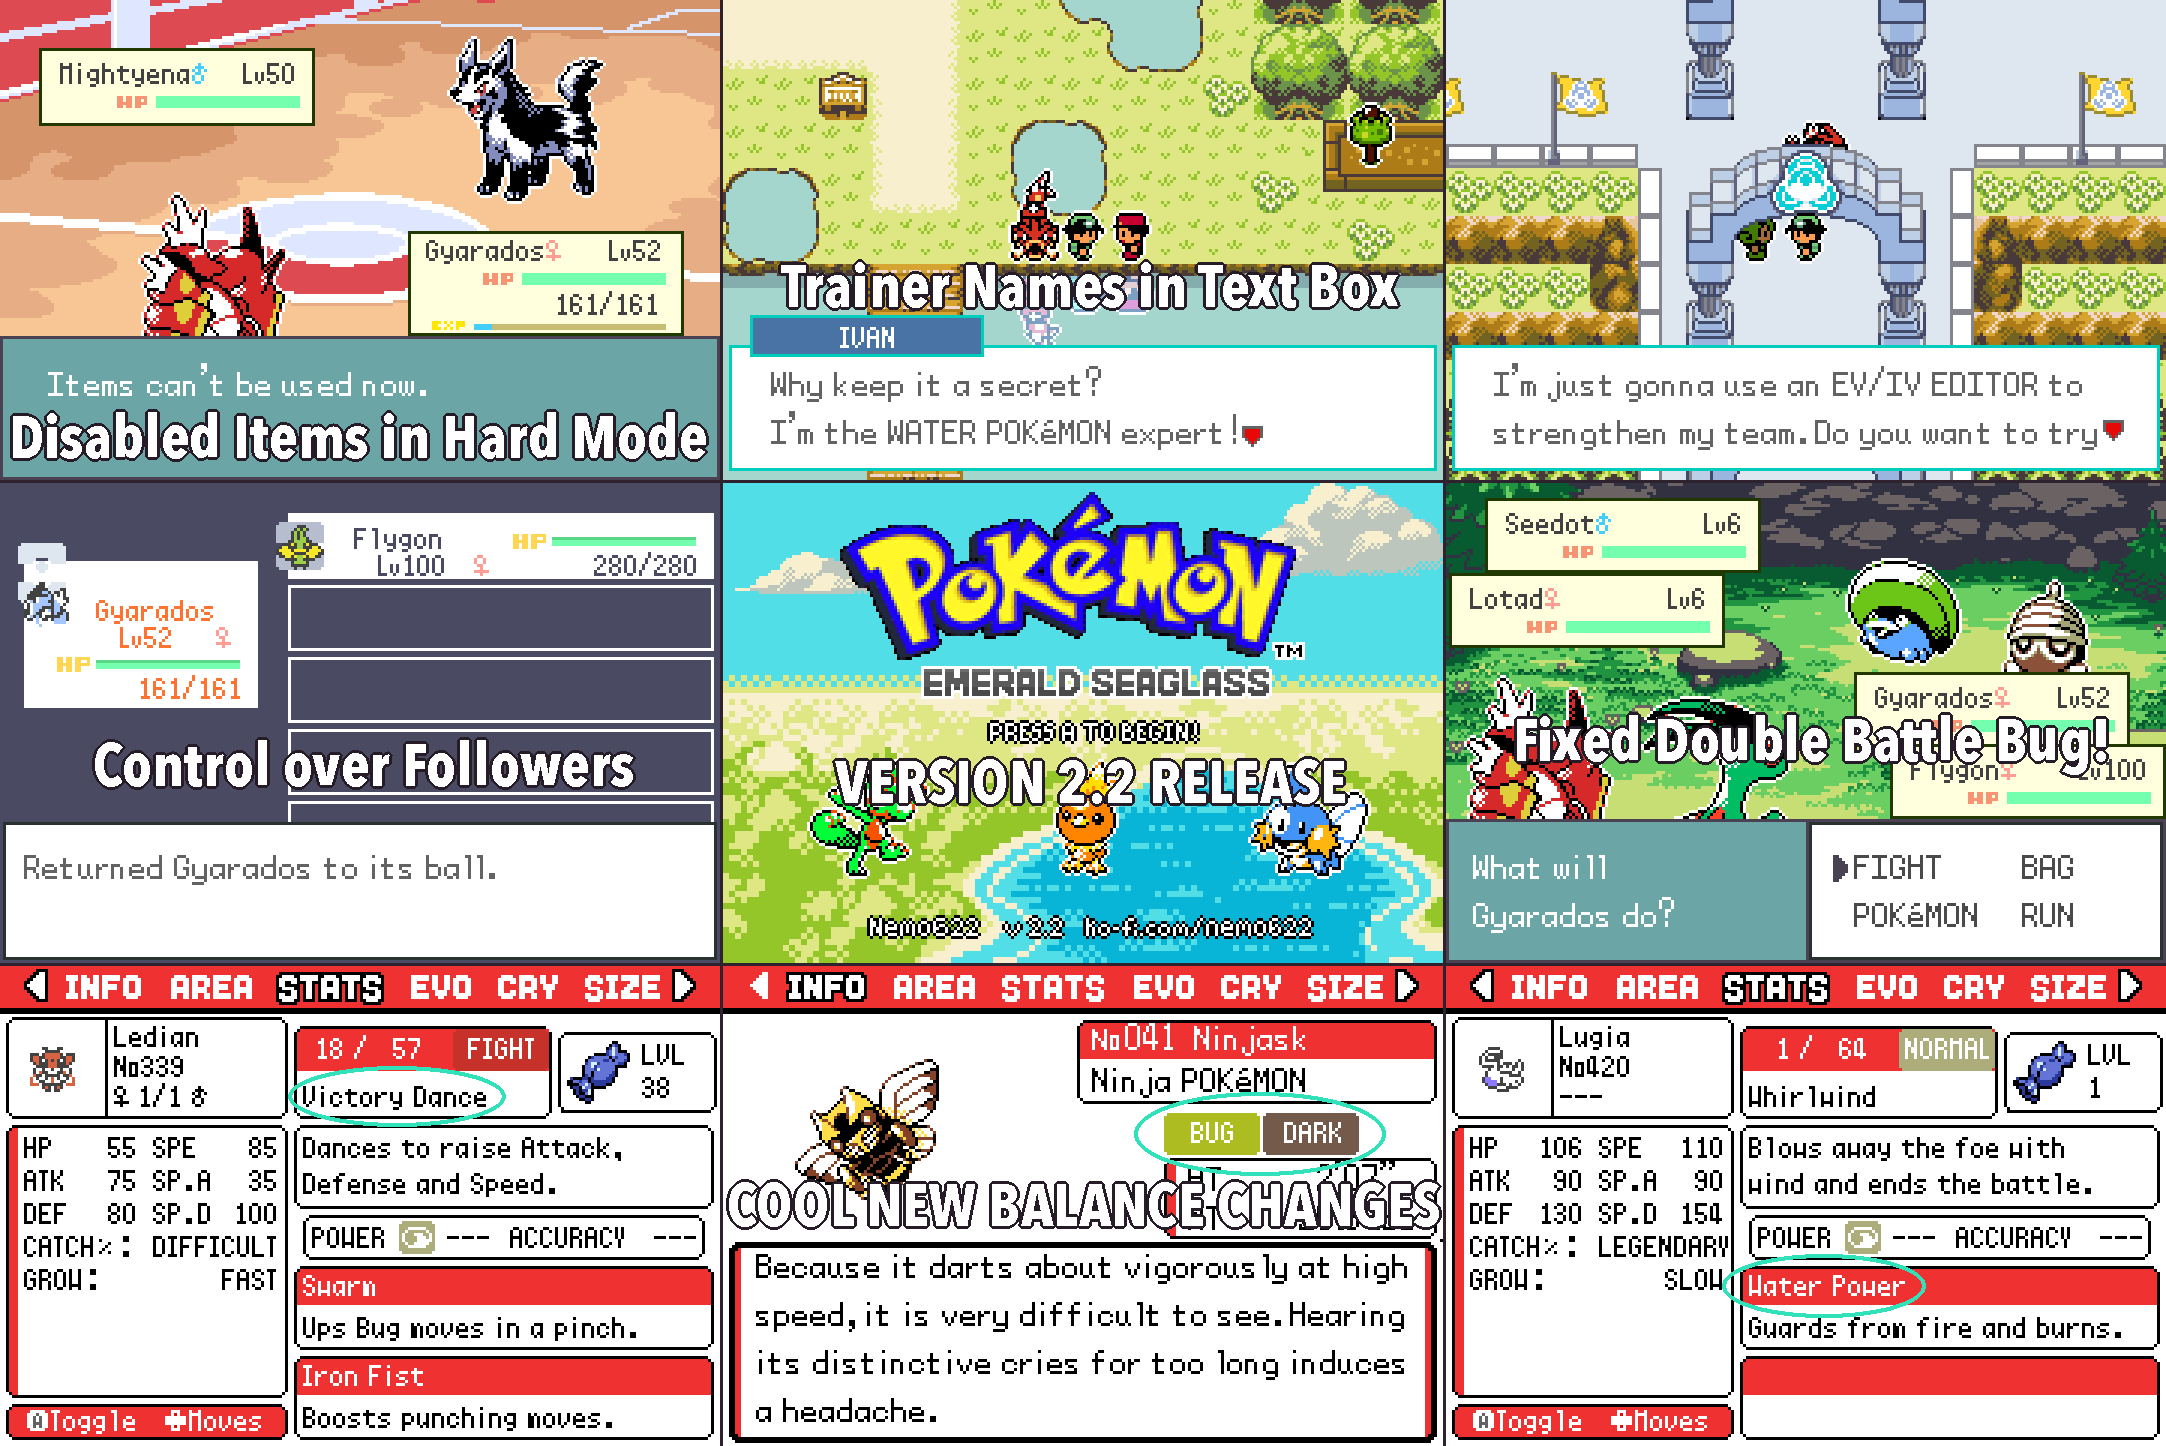 Mightyena♂ Lv50
HP
Gyarados♀ Lv52
HP
161/161
EXP
Items can't be used now.
Disabled Items in Hard Mode
Trainer Names in Text Box
IVAN
Why keep it a secret?
I'm the WATER POKéMON expert!
I'm just gonna use an EV/IV EDITOR to
strengthen my team.Do you want to try
Gyarados
Lv52 ♀
HP
161/161
Flygon HP
Lv100 ♀ 280/280
Control over Followers
Returned Gyarados to its ball.
POKéMON
TM
EMERALD SEAGLASS
PRESS A TO BEGIN!
VERSION 2.2 RELEASE
Nemo622 v2.2 ko-fi.com/nemo622
Seedot♂ Lv6
HP
Lotad♀ Lv6
HP
Gyarados♀ Lv52
Fixed Double Battle Bug!
Flygon♀ Lv100
HP
What will
Gyarados do?
FIGHT BAG
POKéMON RUN
INFO AREA STATS EVO CRY SIZE
Ledian
No339
♀ 1/1 ♂
18/ 57 FIGHT
Victory Dance
LVL
38
HP 55 SPE 85
ATK 75 SP.A 35
DEF 80 SP.D 100
CATCH%: DIFFICULT
GROW: FAST
Dances to raise Attack,
Defense and Speed.
POWER --- ACCURACY ---
Swarm
Ups Bug moves in a pinch.
Iron Fist
Boosts punching moves.
A Toggle Moves
INFO AREA STATS EVO CRY SIZE
No041 Ninjask
Ninja POKéMON
BUG DARK
COOL NEW BALANCE CHANGES
Because it darts about vigorously at high
speed,it is very difficult to see.Hearing
its distinctive cries for too long induces
a headache.
INFO AREA STATS EVO CRY SIZE
Lugia
No420
---
1/ 64 NORMAL
Whirlwind
LVL
1
HP 106 SPE 110
ATK 90 SP.A 90
DEF 130 SP.D 154
CATCH%: LEGENDARY
GROW: SLOW
Blows away the foe with
wind and ends the battle.
POWER --- ACCURACY ---
Water Power
Guards from fire and burns.
A Toggle Moves